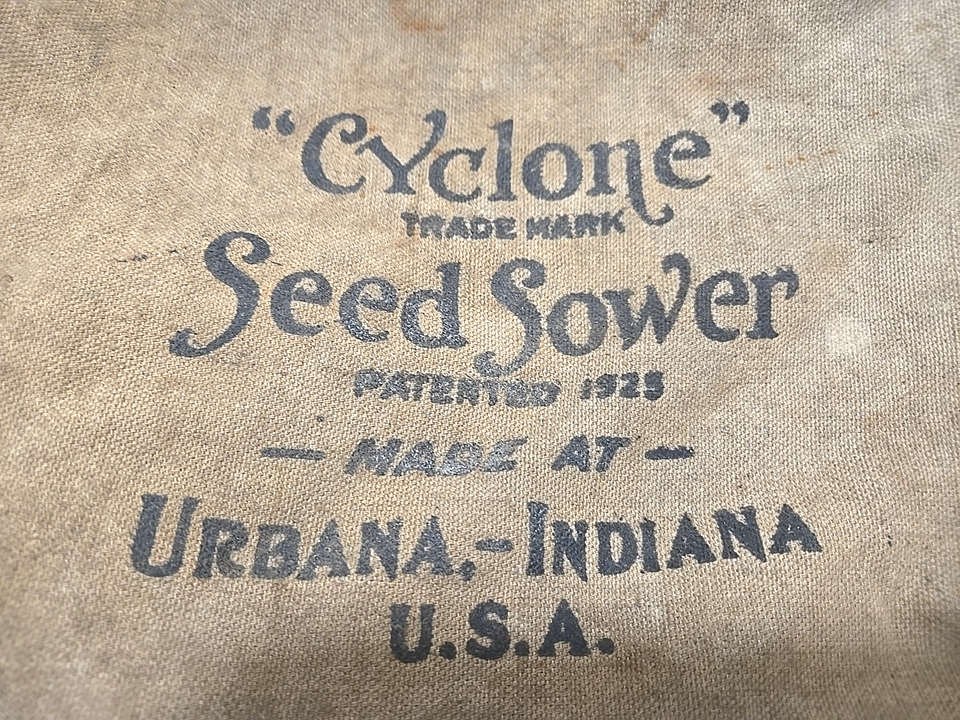 “Cyclone”
TRADE MARK
Seed Sower
PATENTED 1925
— MADE AT —
URBANA,-INDIANA
U.S.A.